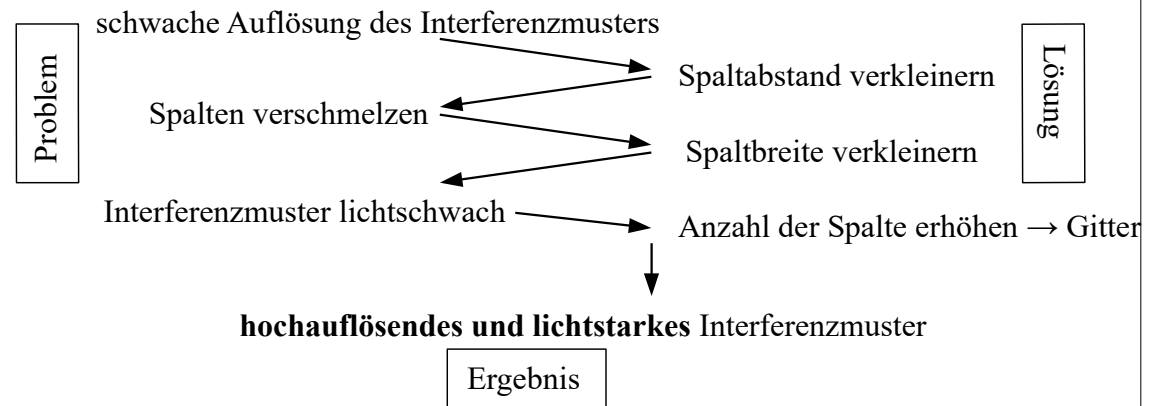 schwache Auflösung des Interferenzmusters
Problem
Lösung
Spaltabstand verkleinern
Spalten verschmelzen
Spaltbreite verkleinern
Interferenzmuster lichtschwach
Anzahl der Spalte erhöhen → Gitter
hochauflösendes und lichtstarkes Interferenzmuster
Ergebnis